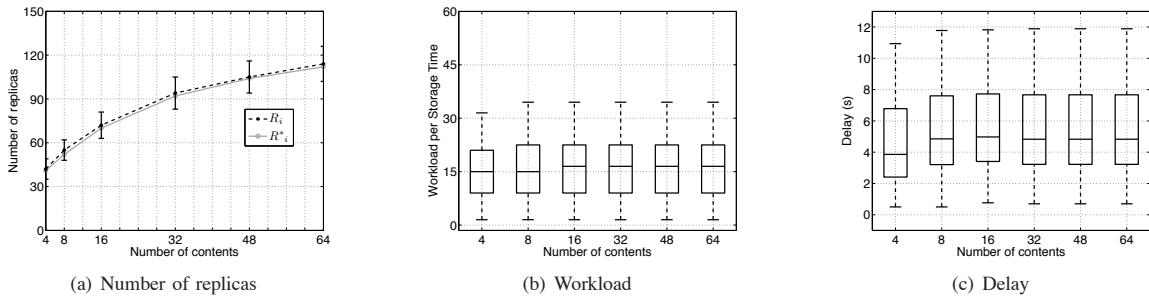 150
120
90
60
30
0
4 8 16 32 48 64
Number of replicas
Number of contents
R_i
R*_i
(a) Number of replicas
60
45
30
15
0
4 8 16 32 48 64
Workload per Storage Time
Number of contents
(b) Workload
12
10
8
6
4
2
0
4 8 16 32 48 64
Delay (s)
Number of contents
(c) Delay